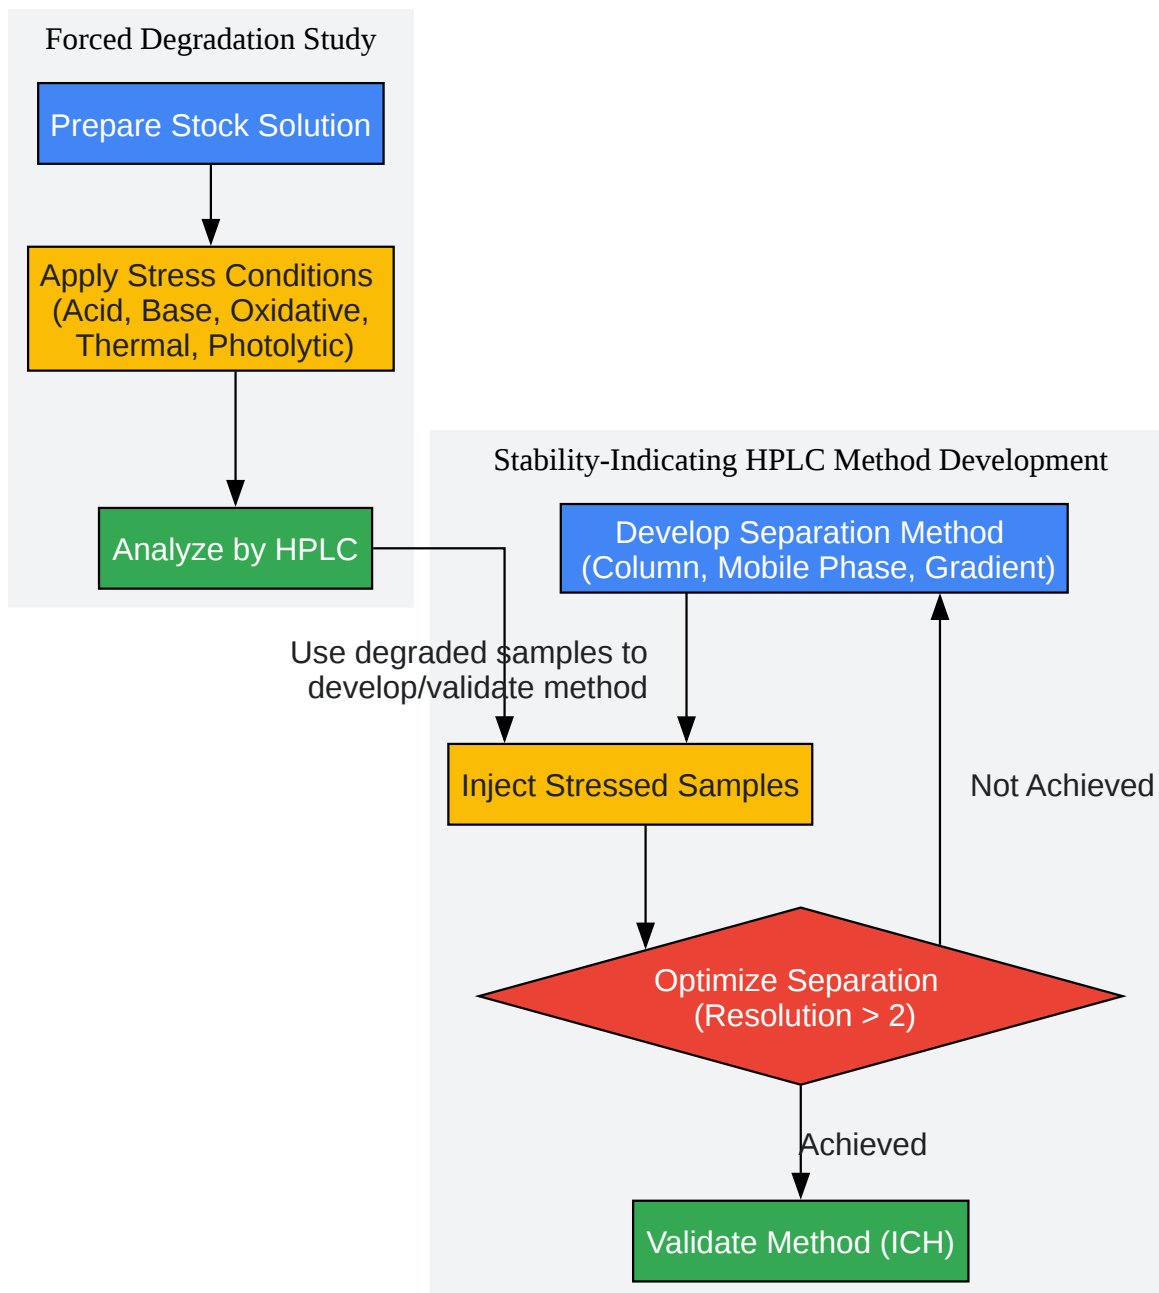 Forced Degradation Study
Prepare Stock Solution
Apply Stress Conditions
(Acid, Base, Oxidative,
Thermal, Photolytic)
Analyze by HPLC
Use degraded samples to
develop/validate method
Stability-Indicating HPLC Method Development
Develop Separation Method
(Column, Mobile Phase, Gradient)
Inject Stressed Samples
Not Achieved
Optimize Separation
(Resolution > 2)
Achieved
Validate Method (ICH)